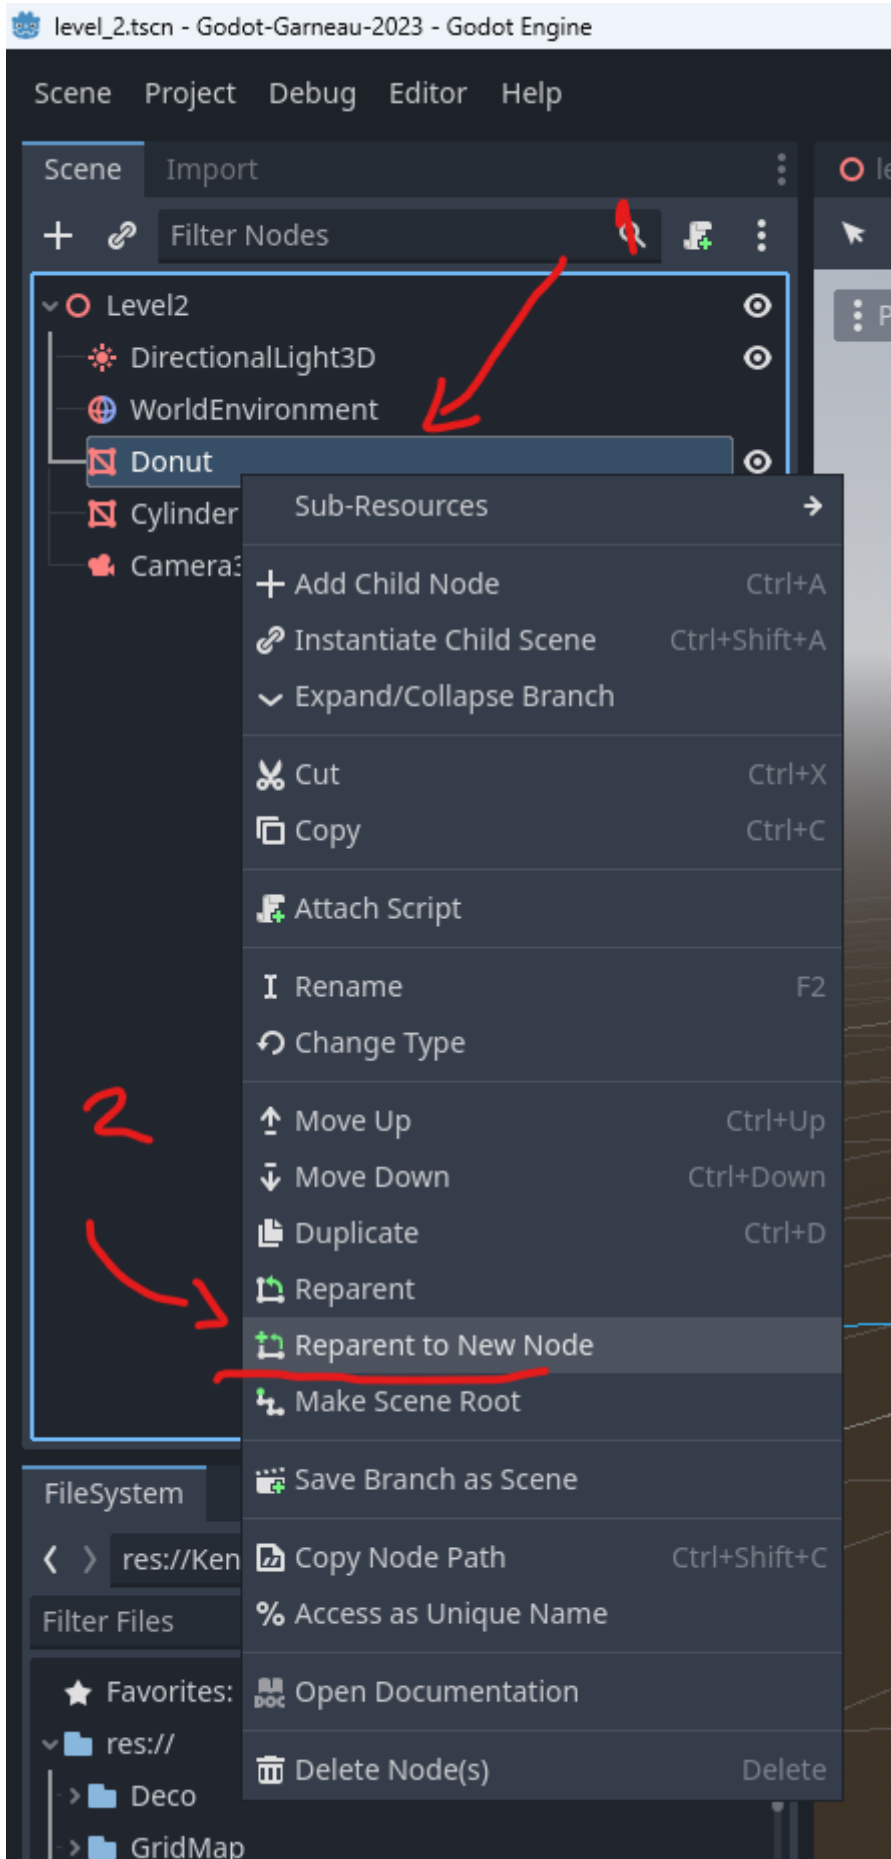 level_2.tscn - Godot-Garneau-2023 - Godot Engine
Scene Project Debug Editor Help
Scene Import
Filter Nodes
1
Level2
DirectionalLight3D
WorldEnvironment
Donut
Cylinder
Camera3
Sub-Resources
Add Child Node Ctrl+A
Instantiate Child Scene Ctrl+Shift+A
Expand/Collapse Branch
Cut Ctrl+X
Copy Ctrl+C
Attach Script
Rename F2
Change Type
2
Move Up Ctrl+Up
Move Down Ctrl+Down
Duplicate Ctrl+D
Reparent
Reparent to New Node
Make Scene Root
Save Branch as Scene
Copy Node Path Ctrl+Shift+C
Access as Unique Name
DOC Open Documentation
Delete Node(s) Delete
FileSystem
res://Ken
Filter Files
Favorites:
res://
Deco
GridMap